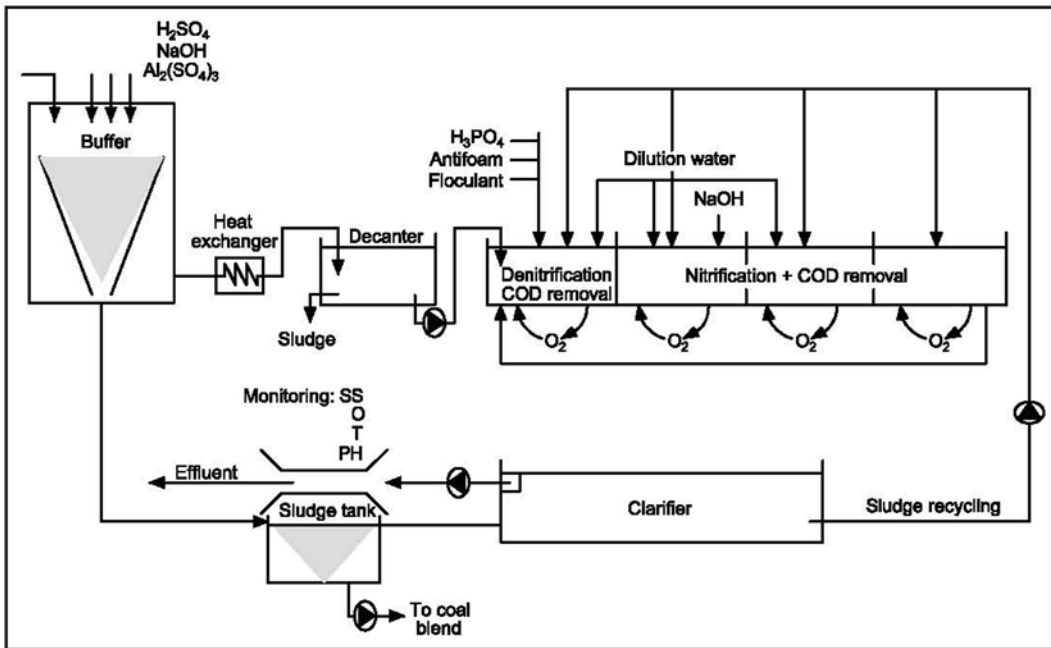 H₂SO₄
NaOH
Al₂(SO₄)₃
Buffer
Heat
exchanger
Decanter
Sludge
H₃PO₄
Antifoam
Floculant
Dilution water
NaOH
Denitrification
COD removal
Nitrification + COD removal
O₂
O₂
O₂
O₂
Monitoring: SS
O
T
PH
Effluent
Sludge tank
Clarifier
Sludge recycling
To coal
blend